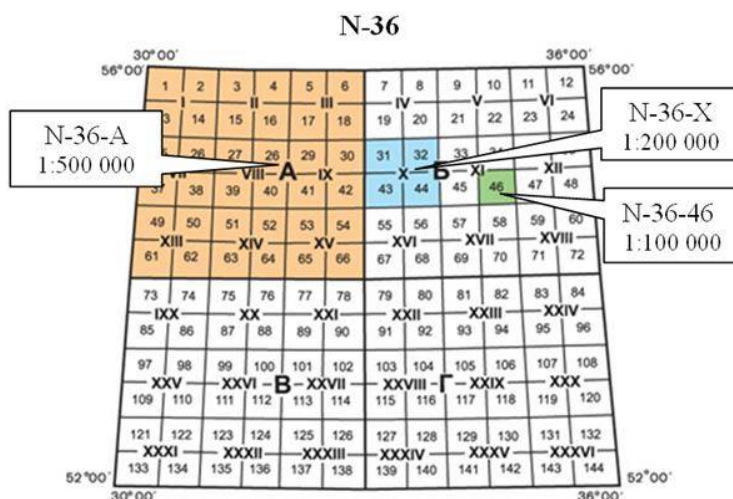 N-36
30°00´
36°00´
56°00´
56°00´
1 2 3 4 5 6 7 8 9 10 11 12
I II III IV V VI
14 15 16 17 18 19 20 21 22 23 24
N-36-A
1:500 000
N-36-X
1:200 000
26 27 28 29 30 31 32 33
VIII А IX X Б XI XII
37 38 39 40 41 42 43 44 45 46 47 48
N-36-46
1:100 000
49 50 51 52 53 54 55 56 57 58 59 60
XIII XIV XV XVI XVII XVIII
61 62 63 64 65 66 67 68 69 70 71 72
73 74 75 76 77 78 79 80 81 82 83 84
IXX XX XXI XXII XXIII XXIV
85 86 87 88 89 90 91 92 93 94 95 96
97 98 99 100 101 102 103 104 105 106 107 108
XXV XXVI В XXVII XXVIII Г XXIX XXX
109 110 111 112 113 114 115 116 117 118 119 120
121 122 123 124 125 126 127 128 129 130 131 132
XXXI XXXII XXXIII XXXIV XXXV XXXVI
133 134 135 136 137 138 139 140 141 142 143 144
52°00´
52°00´
30°00´
36°00´